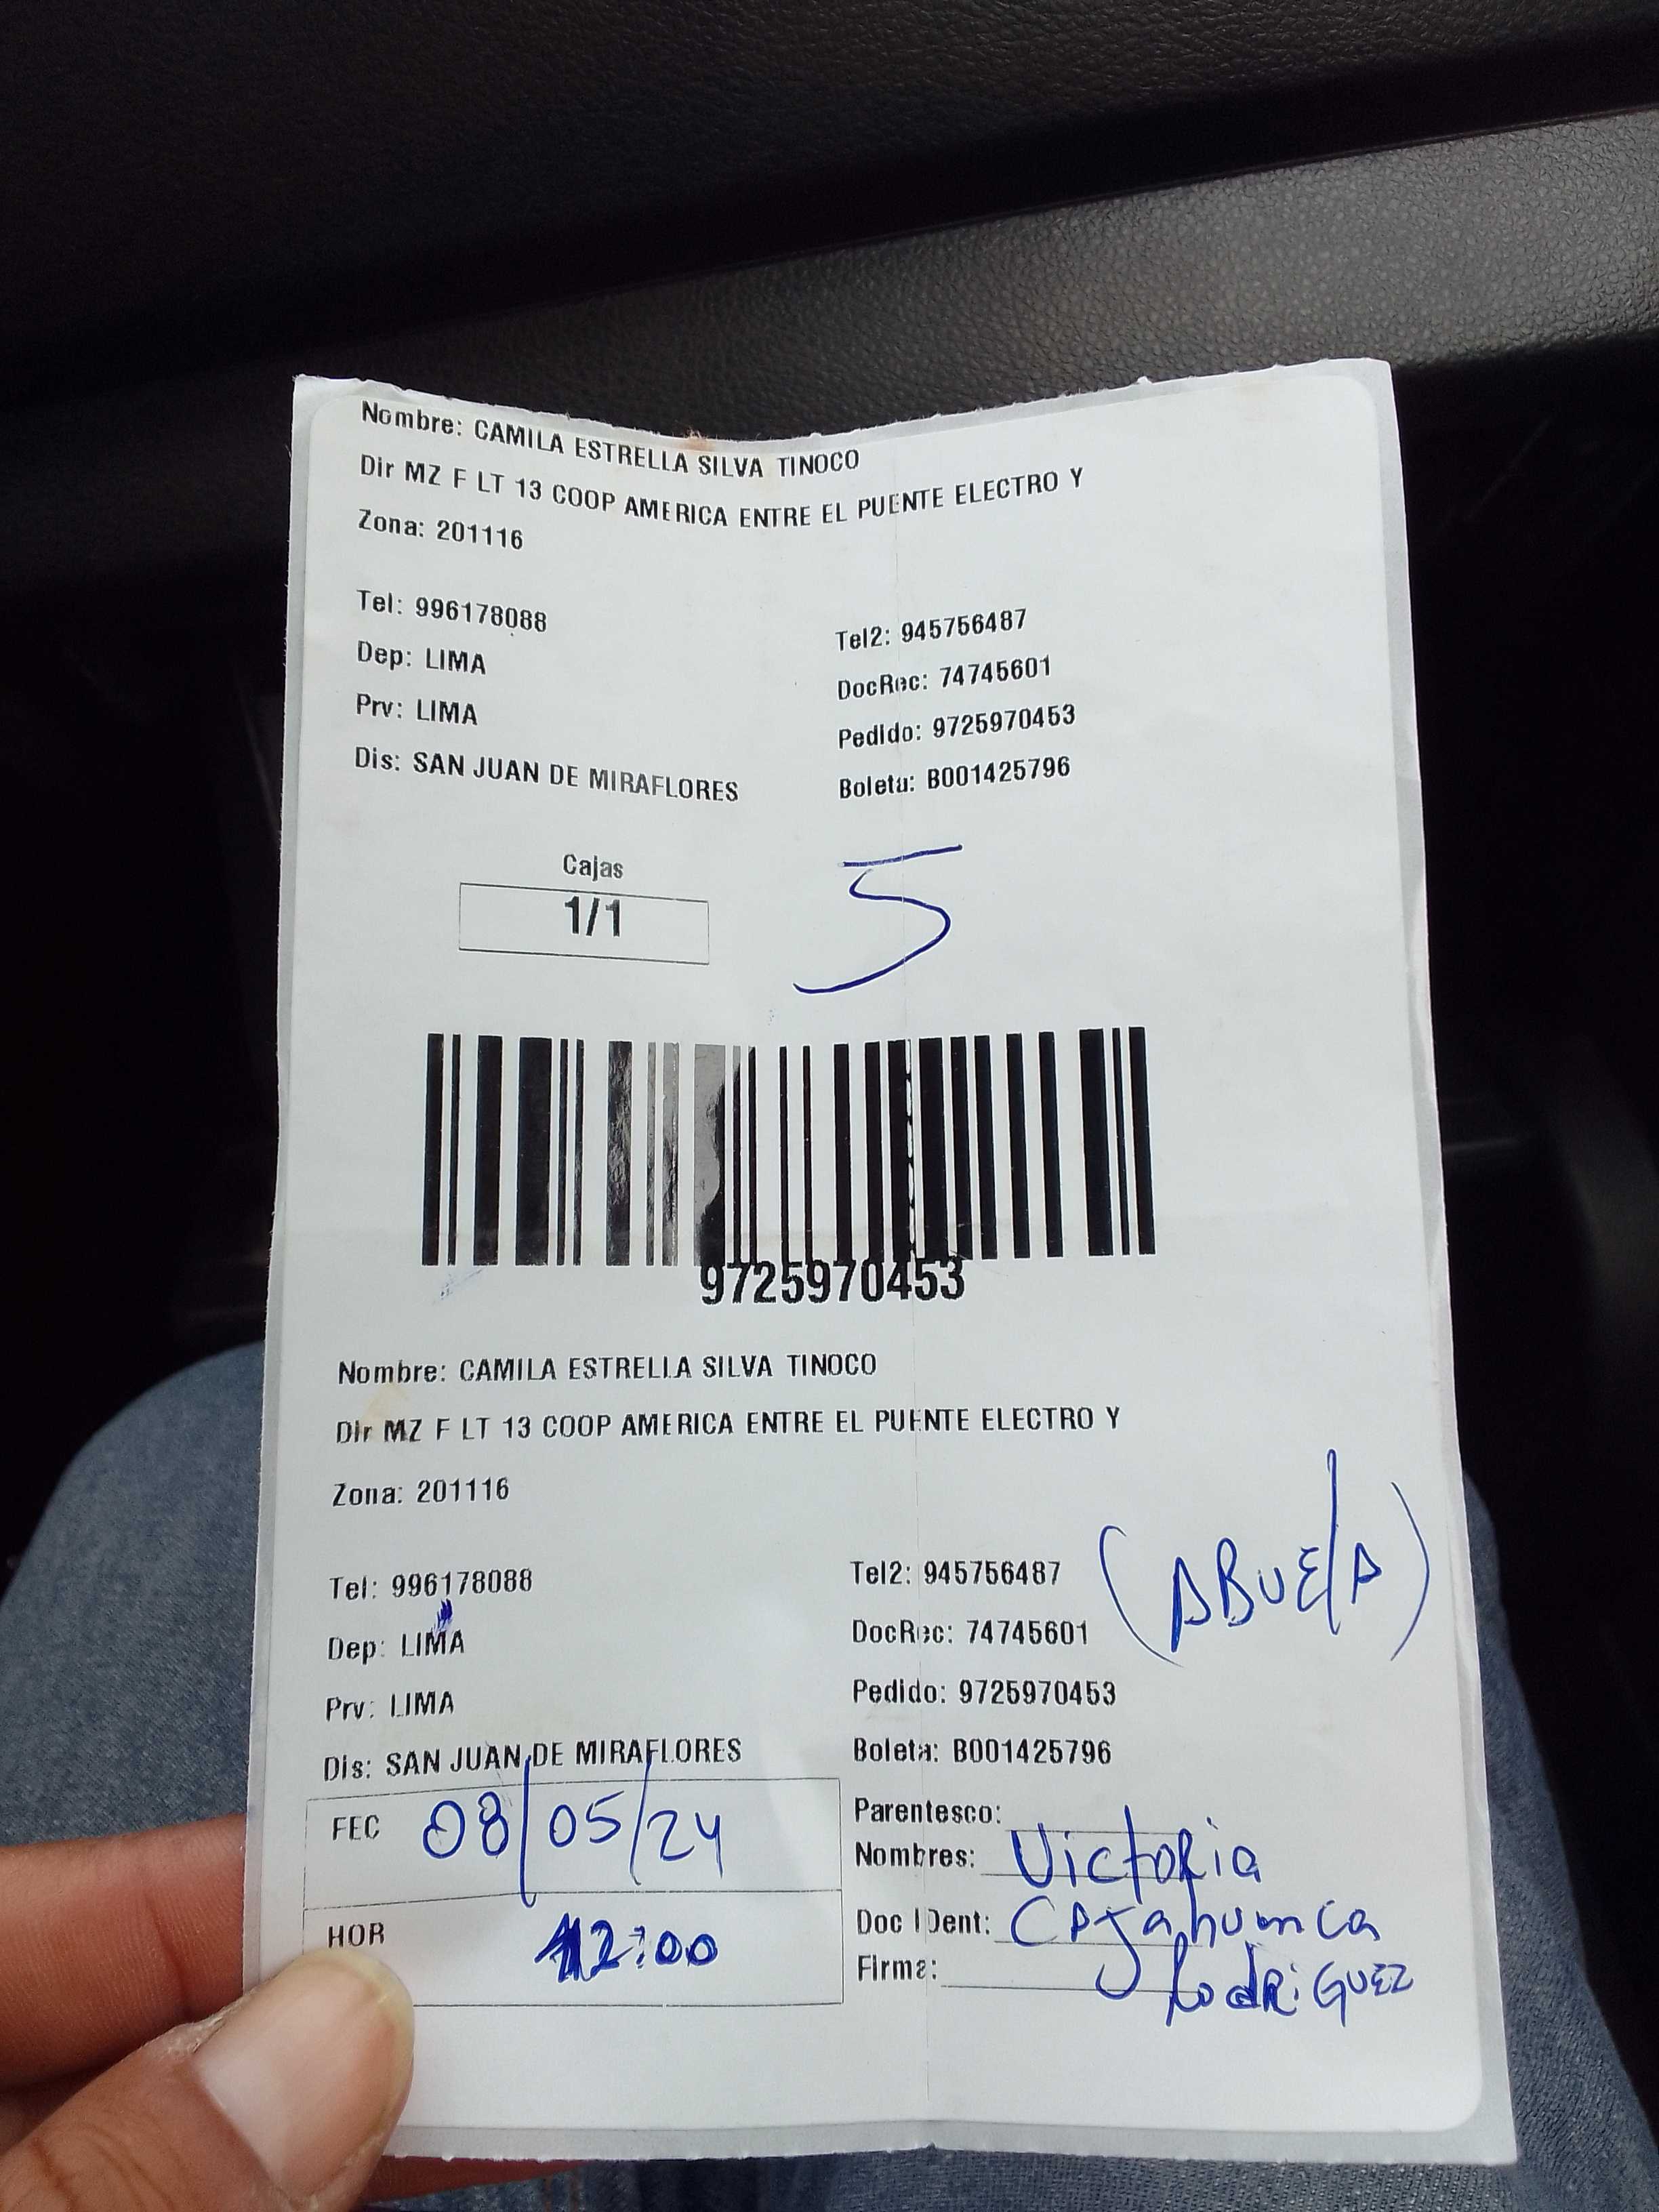 Nombre: CAMILA ESTRELLA SILVA TINOCO
Dir MZ F LT 13 COOP AMERICA ENTRE EL PUENTE ELECTRO Y
Zona: 201116
Tel: 996178088
Tel2: 945756487
Dep: LIMA
DocRec: 74745601
Prv: LIMA
Pedido: 9725970453
Dis: SAN JUAN DE MIRAFLORES
Boleta: B001425796
Cajas
1/1
5
9725970453
Nombre: CAMILA ESTRELLA SILVA TINOCO
Dir MZ F LT 13 COOP AMERICA ENTRE EL PUENTE ELECTRO Y
Zona: 201116
Tel: 996178088
Tel2: 945756487
(ABUElA)
Dep: LIMA
DocRec: 74745601
Prv: LIMA
Pedido: 9725970453
Dis: SAN JUAN DE MIRAFLORES
Boleta: B001425796
FEC 08/05/24
Parentesco:
Nombres: Victoria
HOR 12:00
Doc IDent: Cajahuanca
Firma: RodRiGUEZ